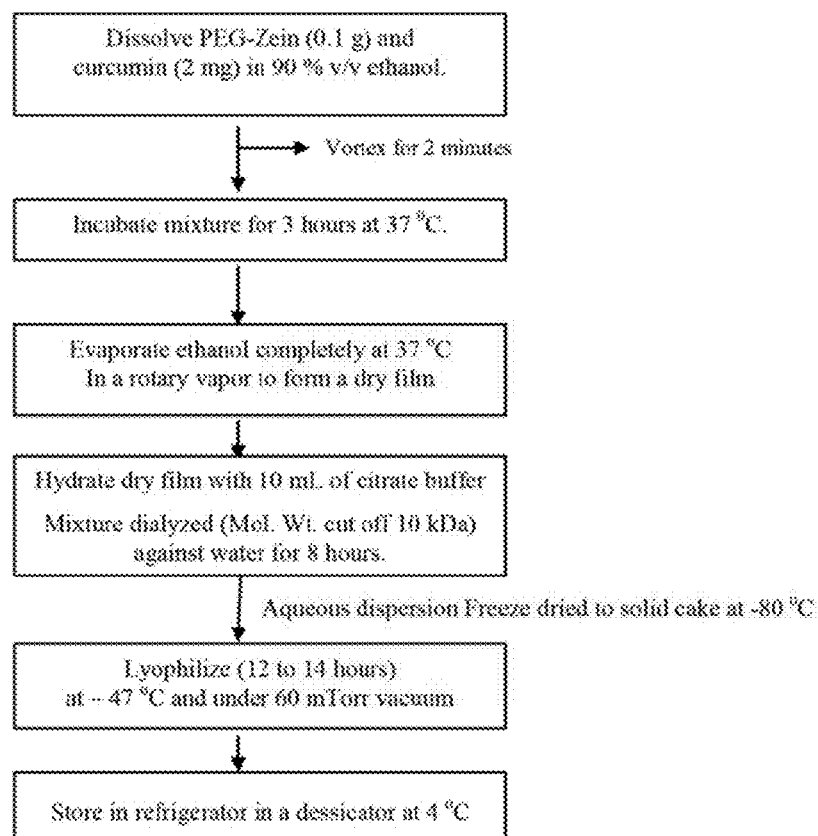 Dissolve PEG-Zein (0.1 g) and
curcumin (2 mg) in 90 % v/v ethanol.
Vortex for 2 minutes
Incubate mixture for 3 hours at 37 °C.
Evaporate ethanol completely at 37 °C
In a rotary vapor to form a dry film
Hydrate dry film with 10 mL. of citrate buffer
Mixture dialyzed (Mol. Wt. cut off 10 kDa)
against water for 8 hours.
Aqueous dispersion Freeze dried to solid cake at -80 °C
Lyophilize (12 to 14 hours)
at – 47 °C and under 60 mTorr vacuum
Store in refrigerator in a dessicator at 4 °C